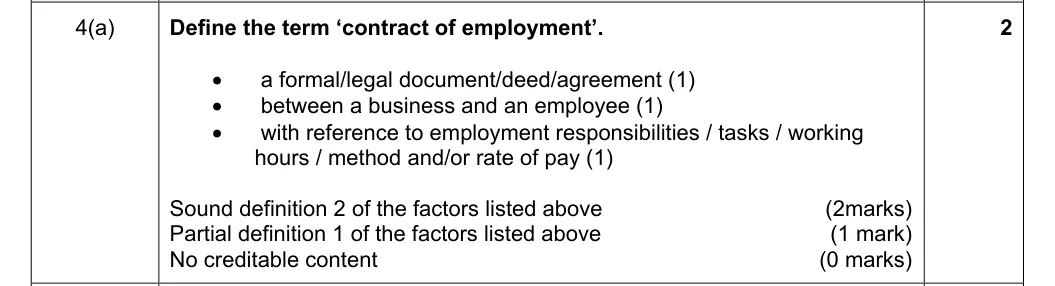 4(a) Define the term ‘contract of employment’. 2
• a formal/legal document/deed/agreement (1)
• between a business and an employee (1)
• with reference to employment responsibilities / tasks / working
hours / method and/or rate of pay (1)
Sound definition 2 of the factors listed above (2marks)
Partial definition 1 of the factors listed above (1 mark)
No creditable content (0 marks)